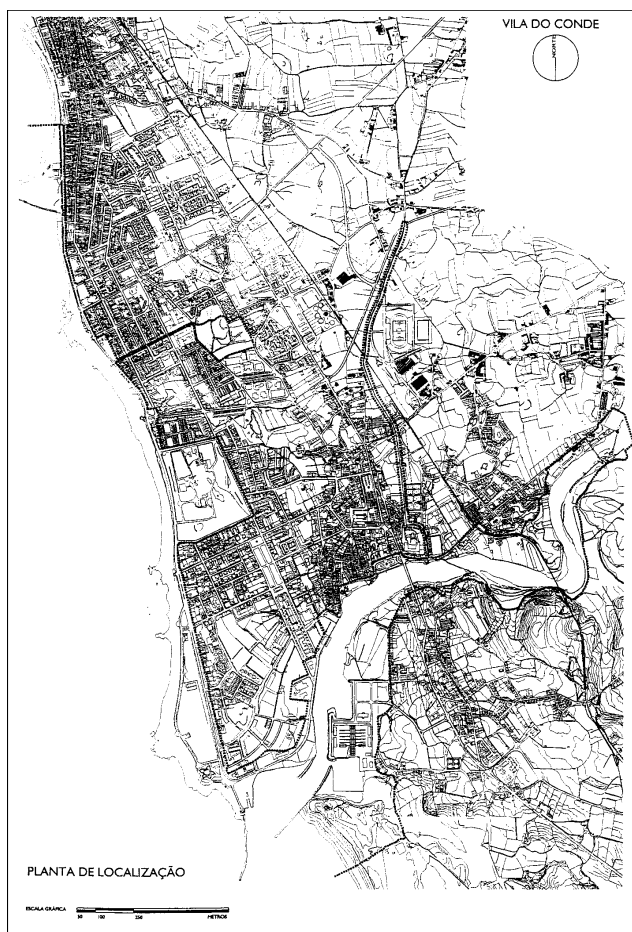 VILA DO CONDE
NORTE
PLANTA DE LOCALIZAÇÃO
ESCALA GRÁFICA
50 100 250 METROS